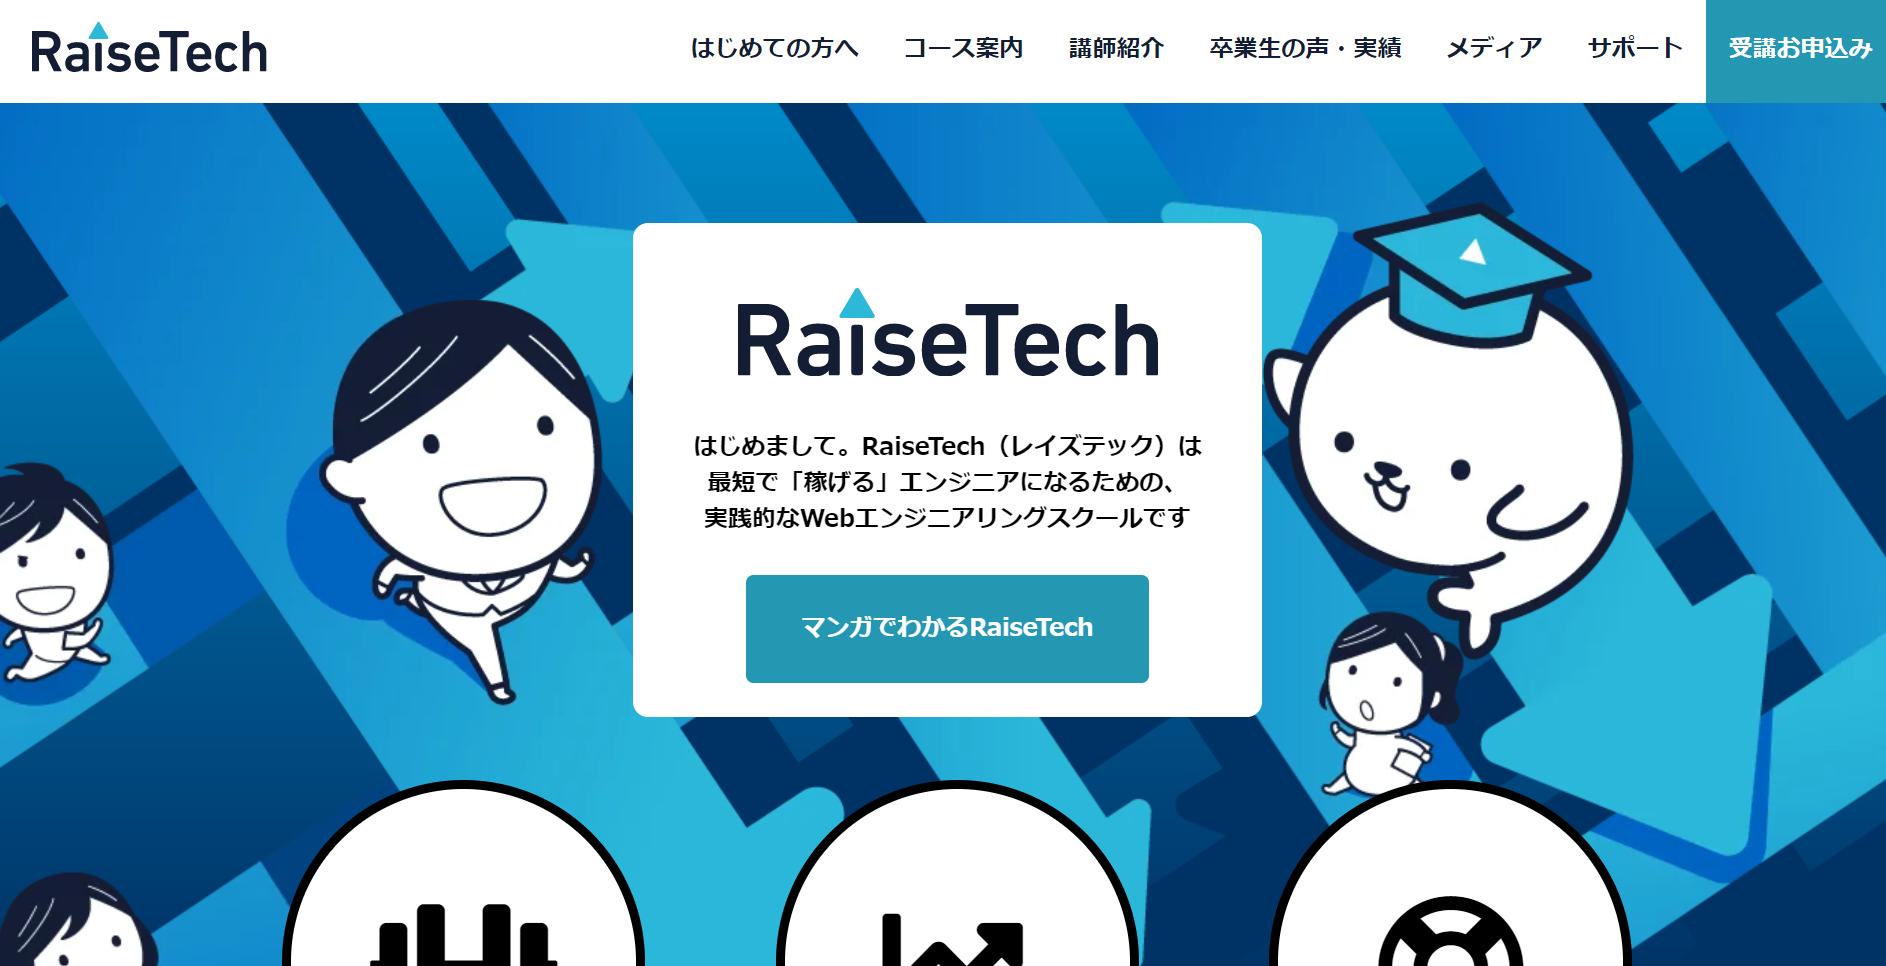 RaiseTech
はじめての方へ
コース案内
講師紹介
卒業生の声・実績
メディア
サポート
受講お申込み
RaiseTech
はじめまして。RaiseTech（レイズテック）は
最短で「稼げる」エンジニアになるための、
実践的なWebエンジニアリングスクールです
マンガでわかるRaiseTech